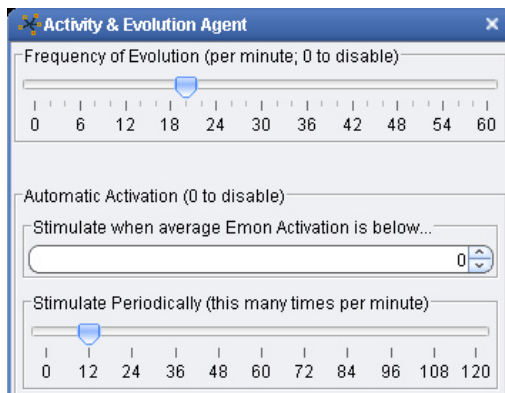 Activity & Evolution Agent
Frequency of Evolution (per minute; 0 to disable)
0 6 12 18 24 30 36 42 48 54 60
Automatic Activation (0 to disable)
Stimulate when average Emon Activation is below...
0
Stimulate Periodically (this many times per minute)
0 12 24 36 48 60 72 84 96 108 120